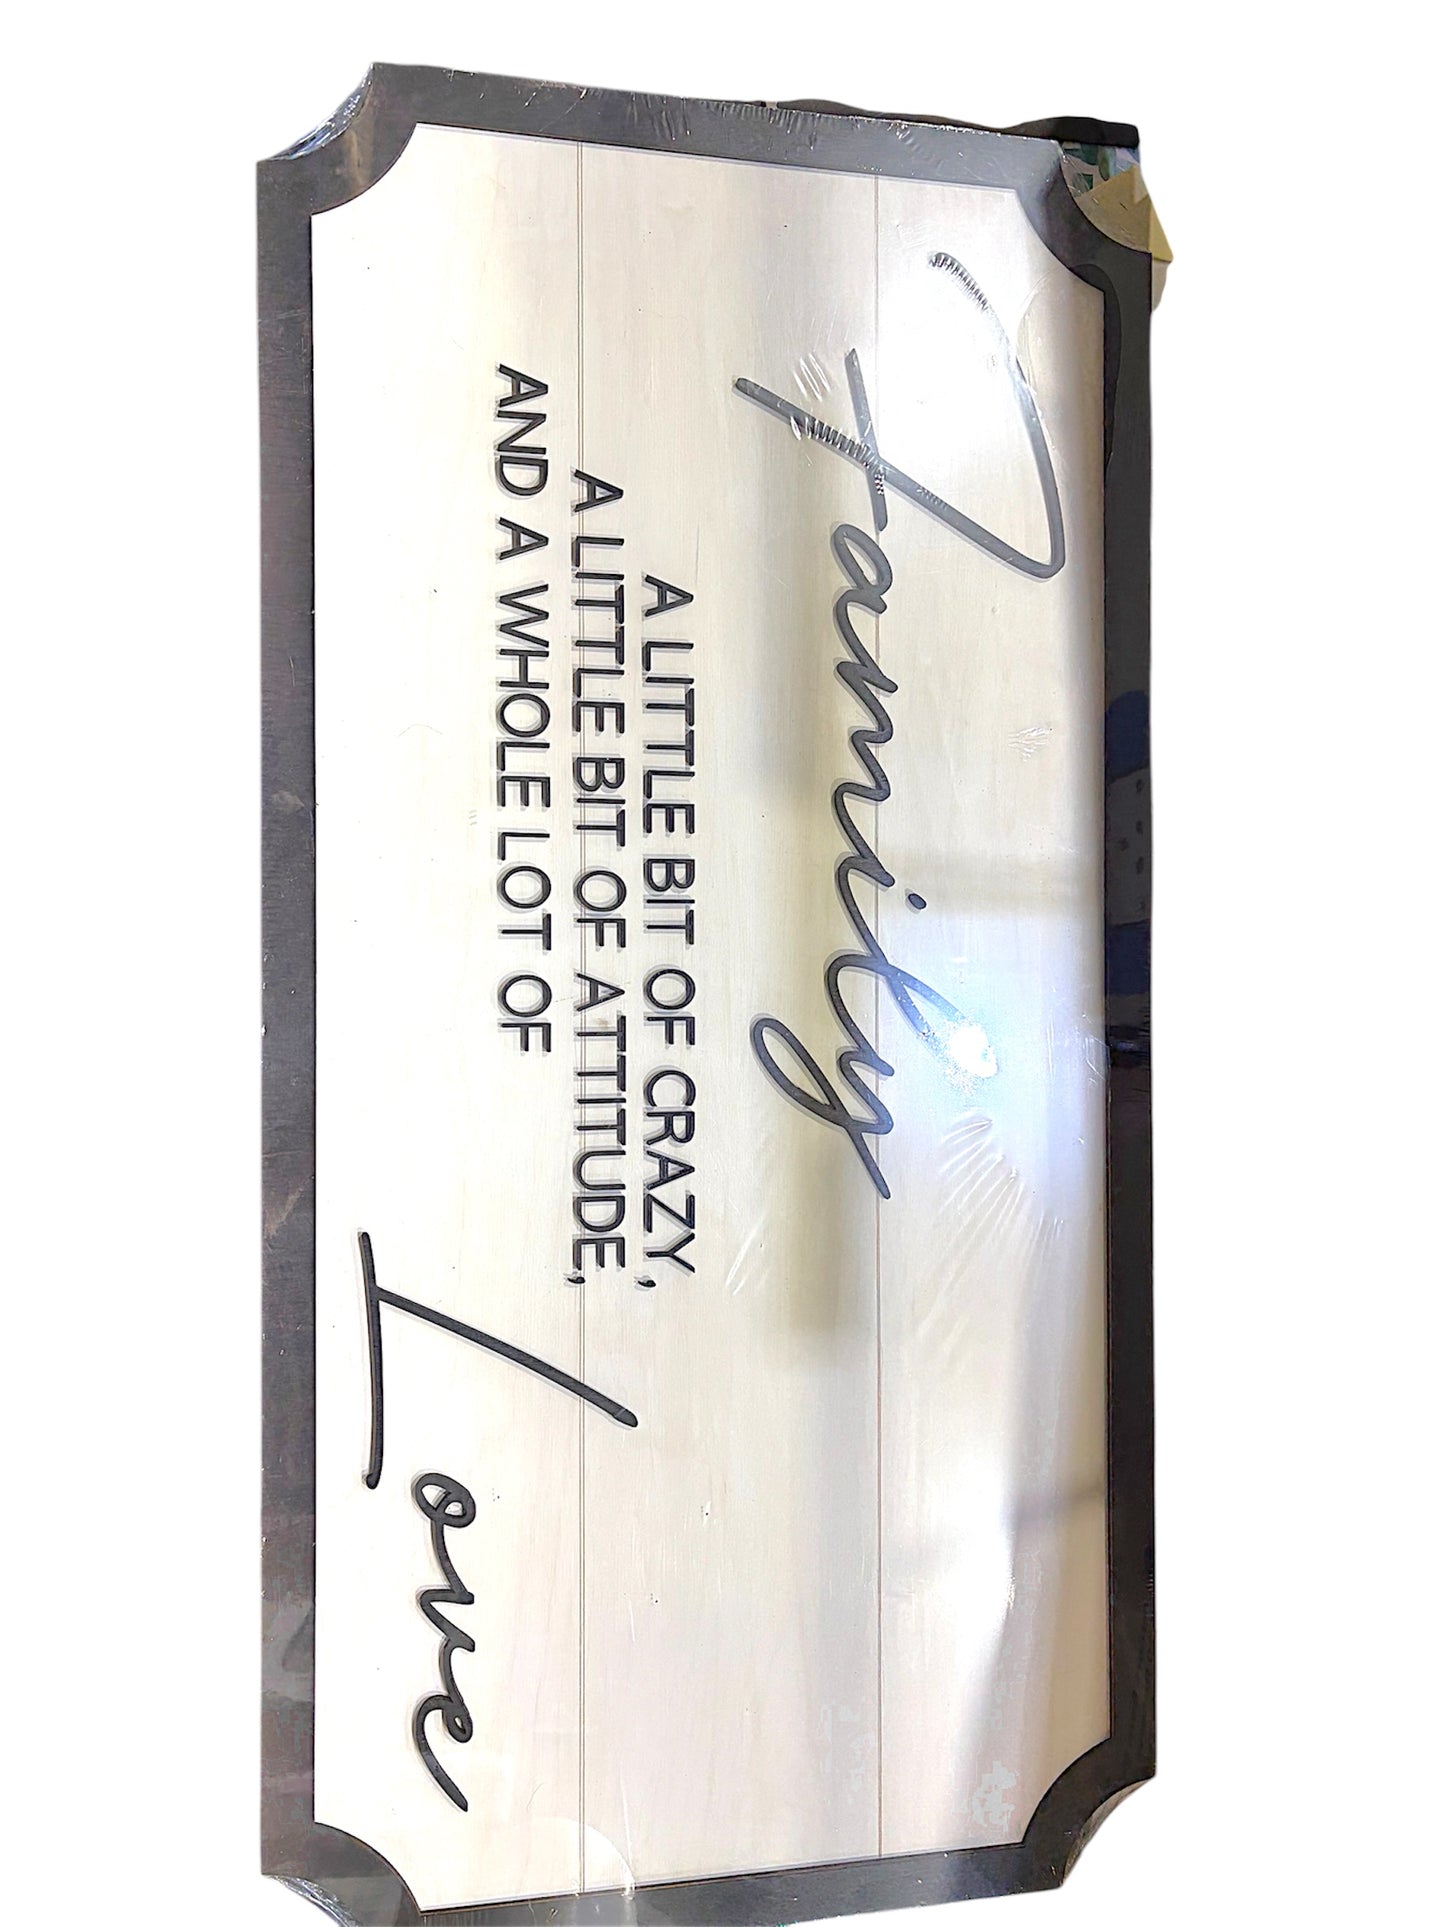 Family
A LITTLE BIT OF CRAZY,
A LITTLE BIT OF ATTITUDE,
AND A WHOLE LOT OF
Love